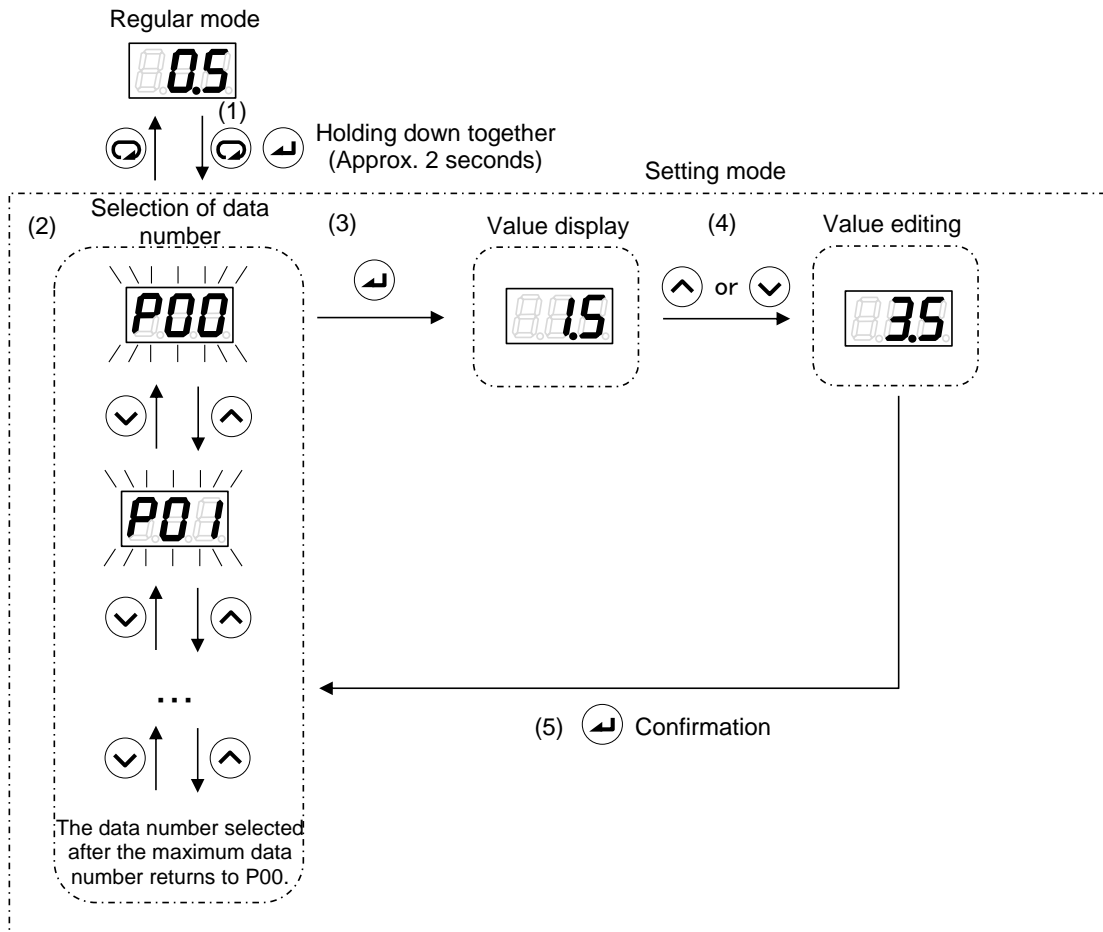 Regular mode
0.5
(1)
Holding down together
(Approx. 2 seconds)
Setting mode
(2)
Selection of data
number
(3)
Value display
(4)
Value editing
P00
1.5
or
3.5
P01
...
(5)
Confirmation
The data number selected
after the maximum data
number returns to P00.